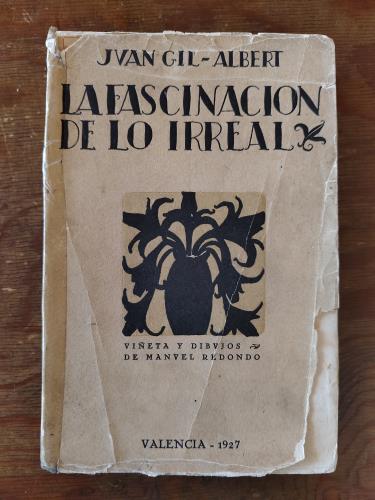 JVAN GIL-ALBERT
LA FASCINACION
DE LO IRREAL
VIÑETA Y DIBVJOS
DE MANVEL REDONDO
VALENCIA - 1927